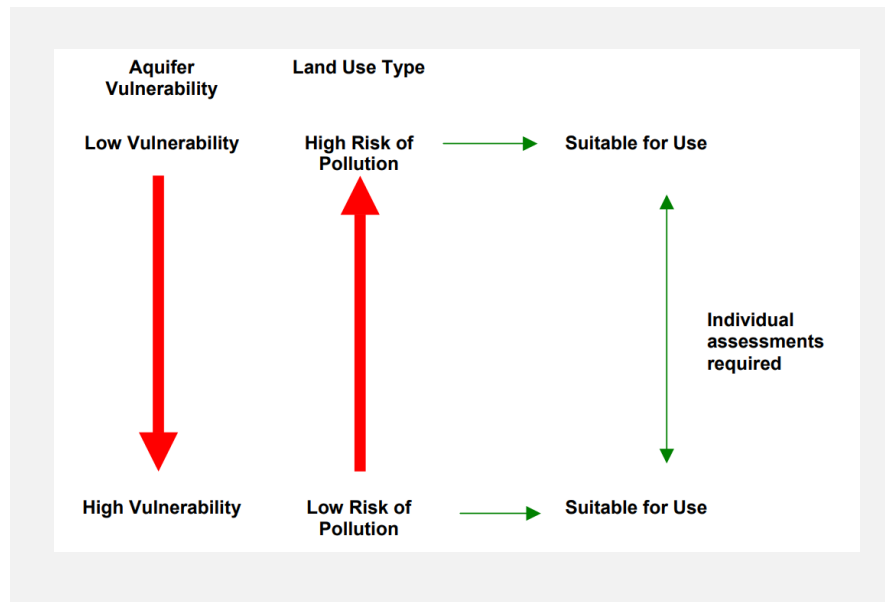 Aquifer
Vulnerability
Land Use Type
Low Vulnerability
High Risk of
Pollution
Suitable for Use
Individual
assessments
required
High Vulnerability
Low Risk of
Pollution
Suitable for Use